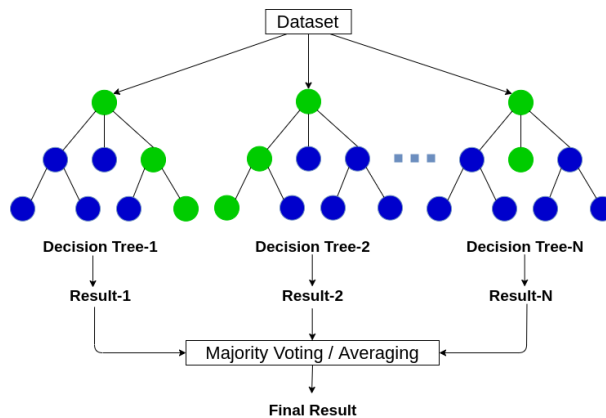 Dataset
Decision Tree-1
Decision Tree-2
Decision Tree-N
Result-1
Result-2
Result-N
Majority Voting / Averaging
Final Result